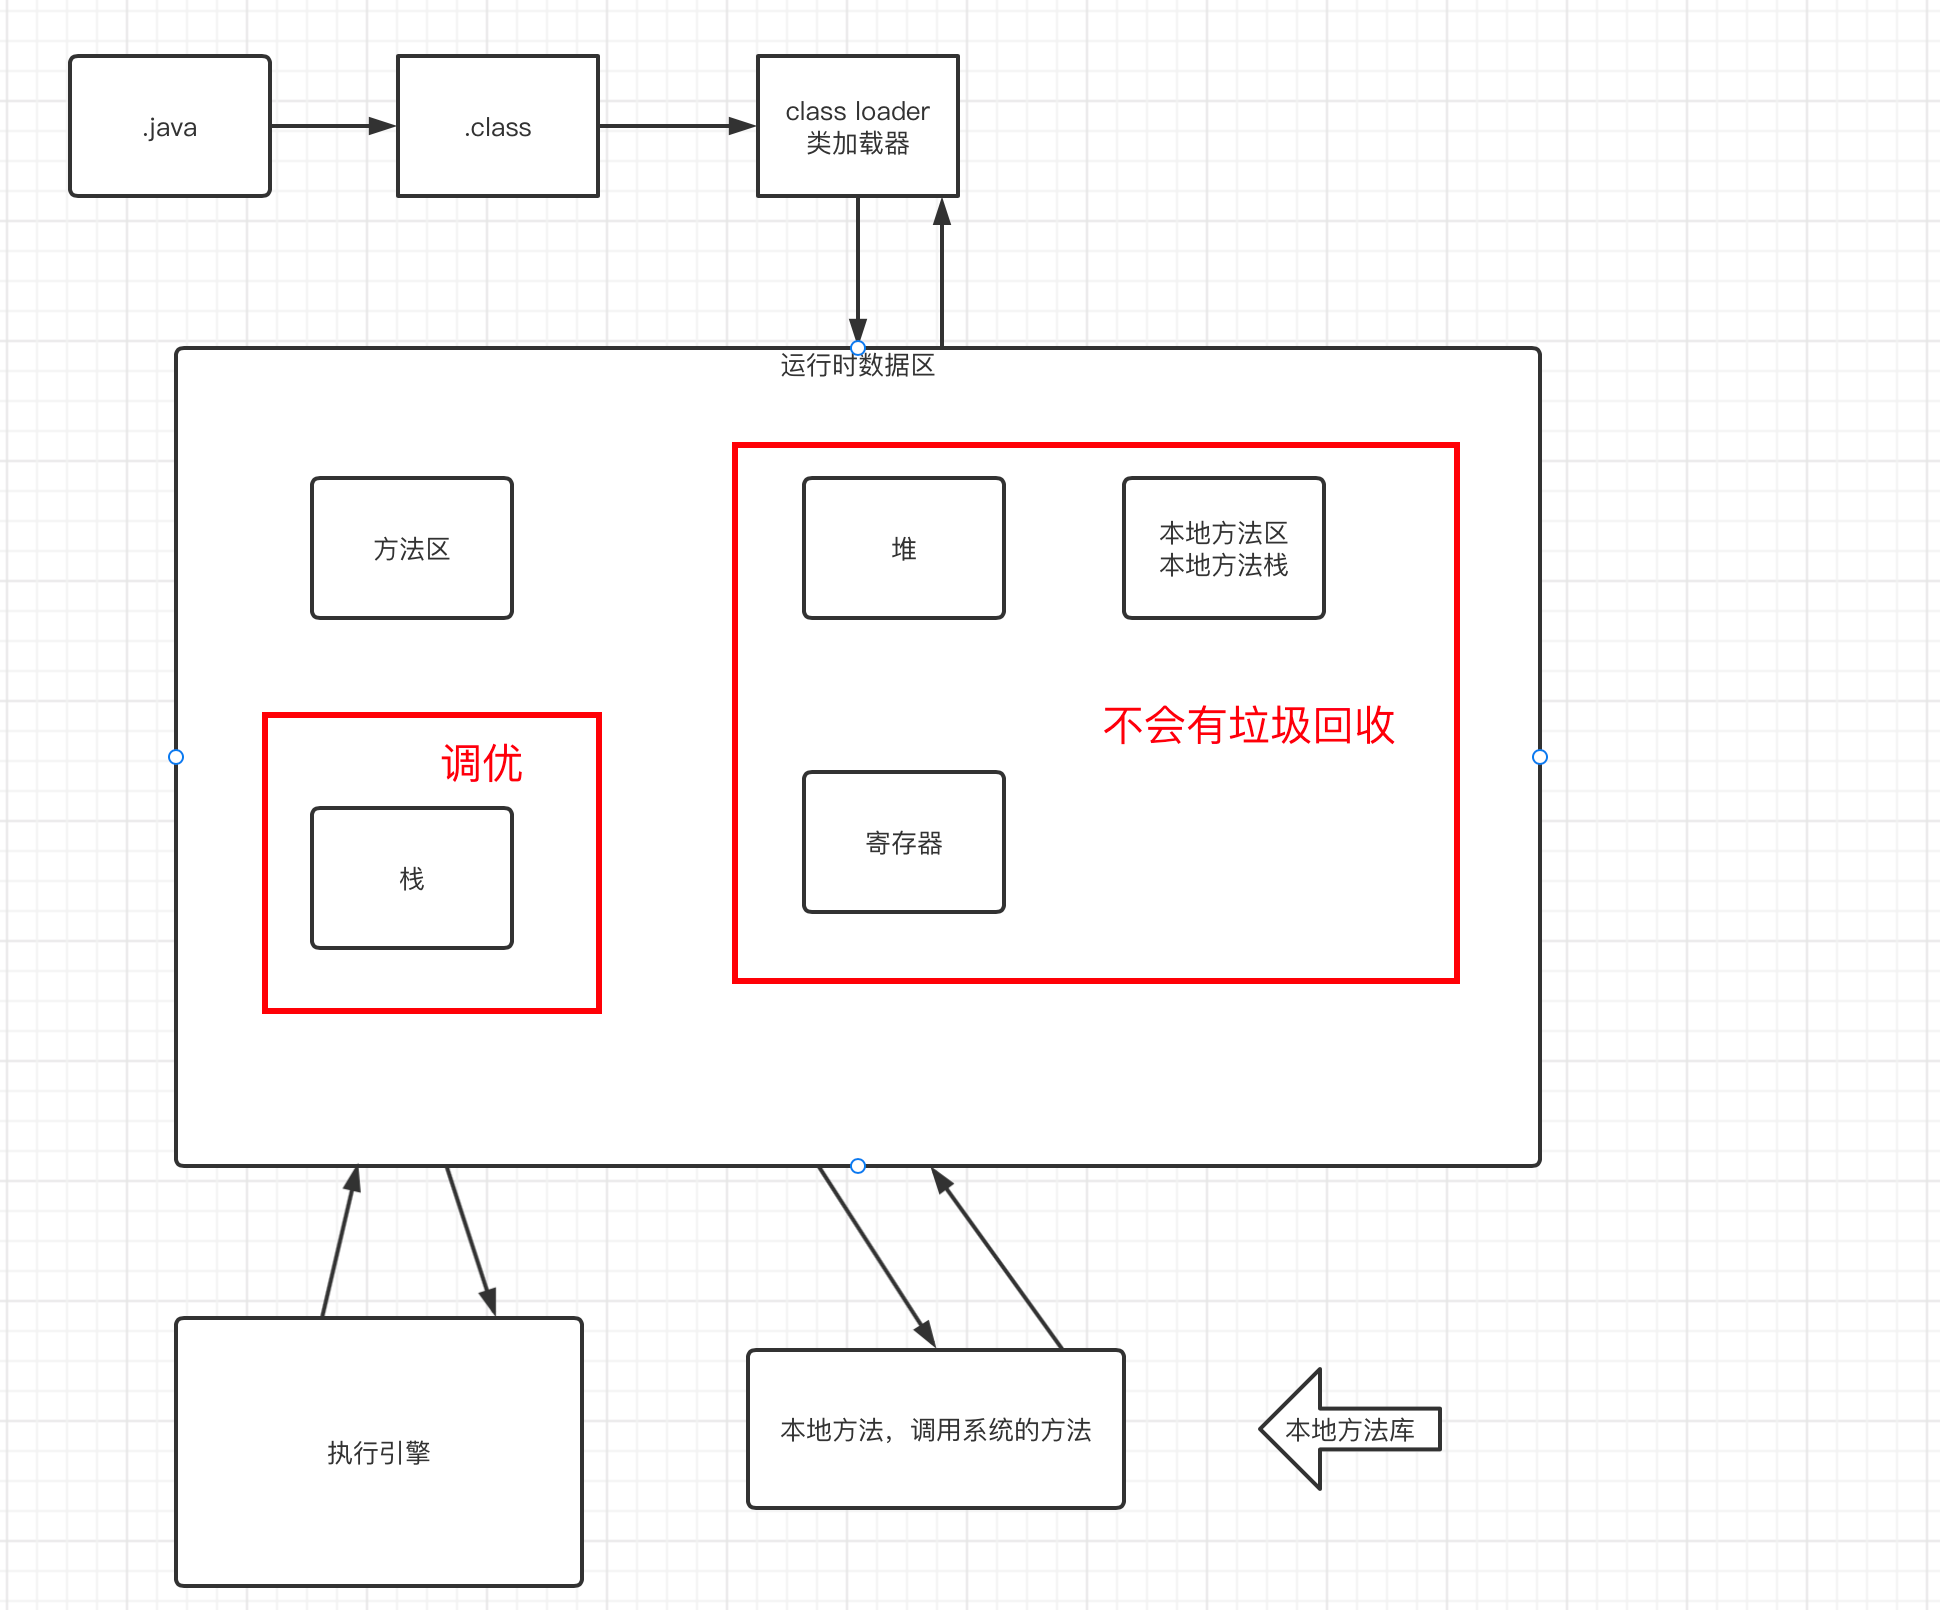 .java
.class
class loader
类加载器
运行时数据区
方法区
堆
本地方法区
本地方法栈
不会有垃圾回收
调优
栈
寄存器
执行引擎
本地方法，调用系统的方法
本地方法库